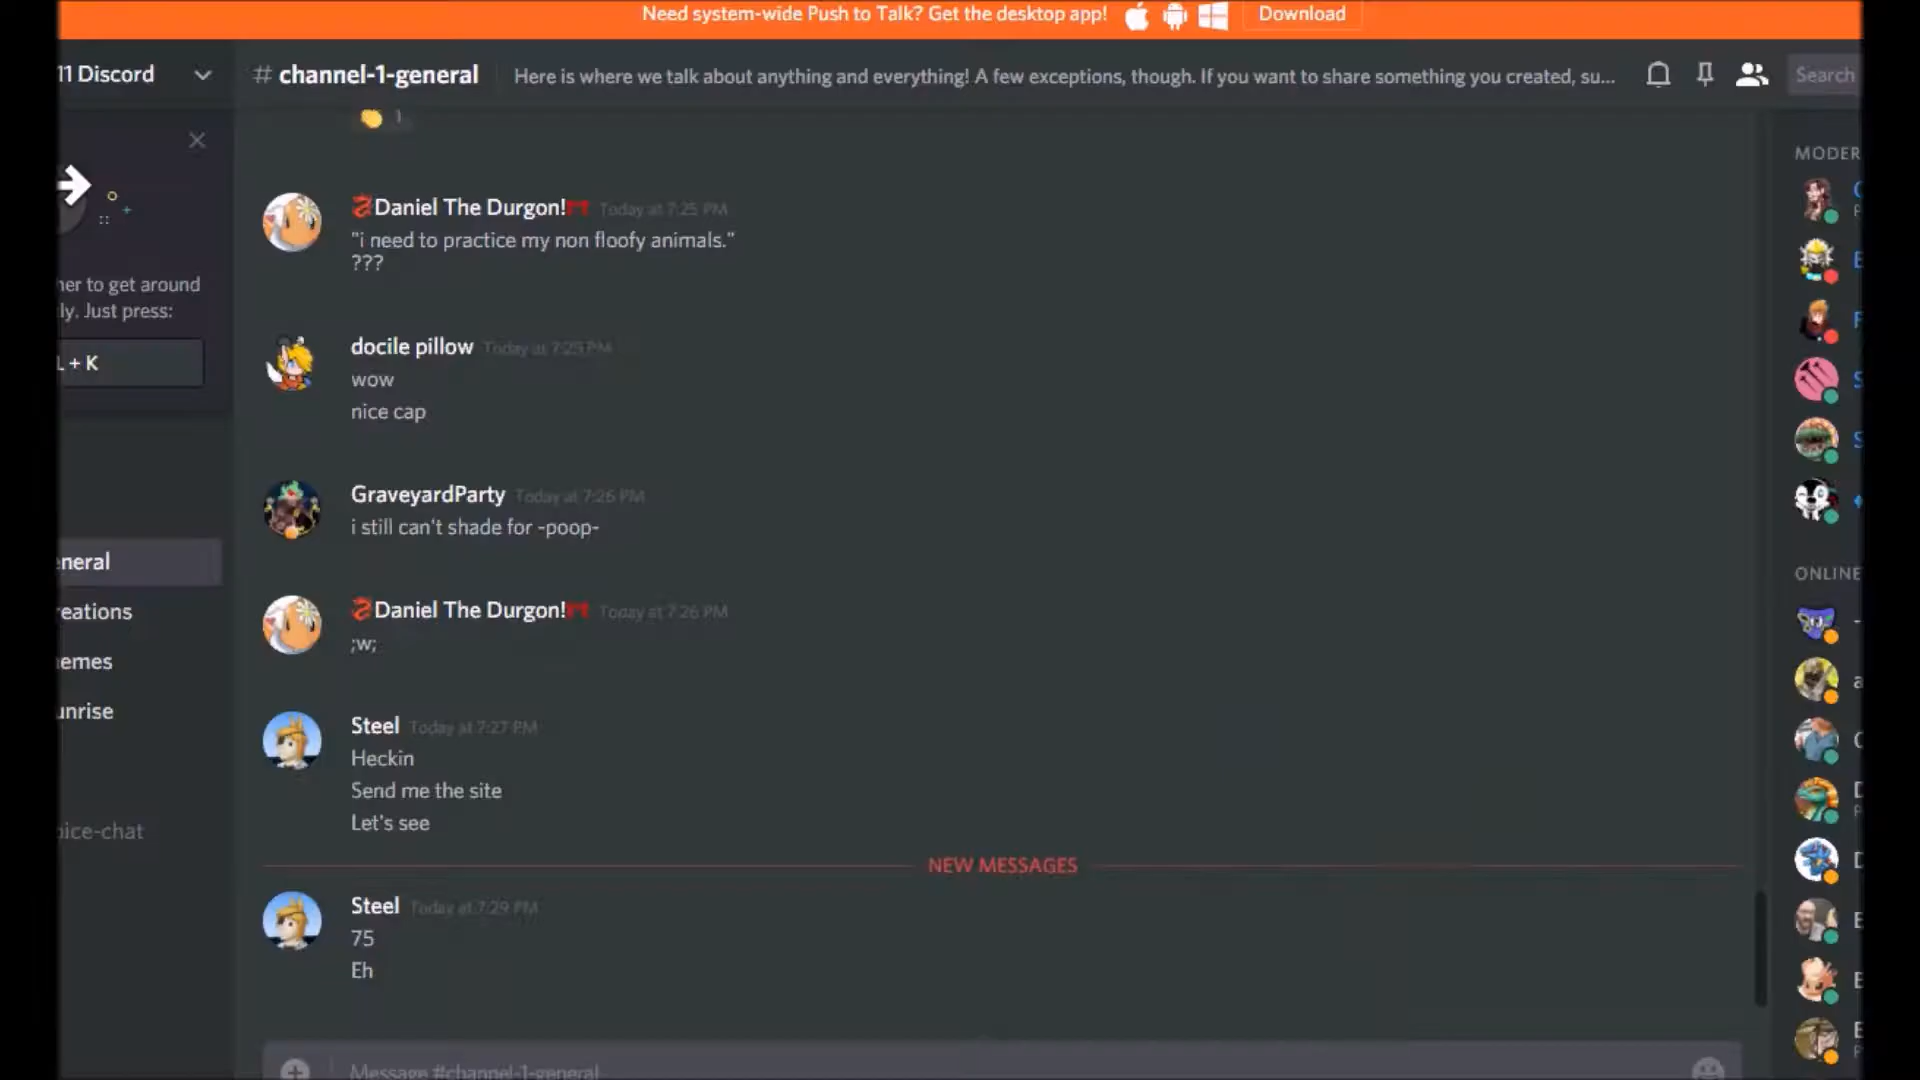 Need system-wide Push to Talk? Get the desktop app! Download
11 Discord
# channel-1-general
Here is where we talk about anything and everything! A few exceptions, though. If you want to share something you created, su...
Search
her to get around
ly. Just press:
L + K
eneral
reations
emes
unrise
oice-chat
1
Daniel The Durgon! Today at 7:25 PM
"i need to practice my non floofy animals."
???
docile pillow Today at 7:25 PM
wow
nice cap
GraveyardParty Today at 7:26 PM
i still can't shade for -poop-
Daniel The Durgon! Today at 7:26 PM
;w;
Steel Today at 7:27 PM
Heckin
Send me the site
Let's see
NEW MESSAGES
Steel Today at 7:29 PM
75
Eh
Message #channel-1-general
MODER
ONLINE